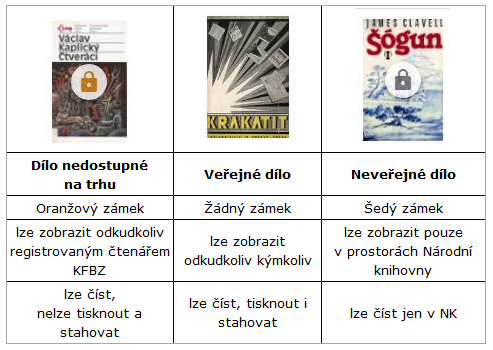 Václav
Kaplický
Čtveráci
KRAKATIT
JAMES CLAVELL
Šógun
I
Dílo nedostupné
na trhu
Veřejné dílo
Neveřejné dílo
Oranžový zámek
Žádný zámek
Šedý zámek
lze zobrazit odkudkoliv
registrovaným čtenářem
KFBZ
lze zobrazit
odkudkoliv kýmkoliv
lze zobrazit pouze
v prostorách Národní
knihovny
lze číst,
nelze tisknout a
stahovat
lze číst, tisknout i
stahovat
lze číst jen v NK